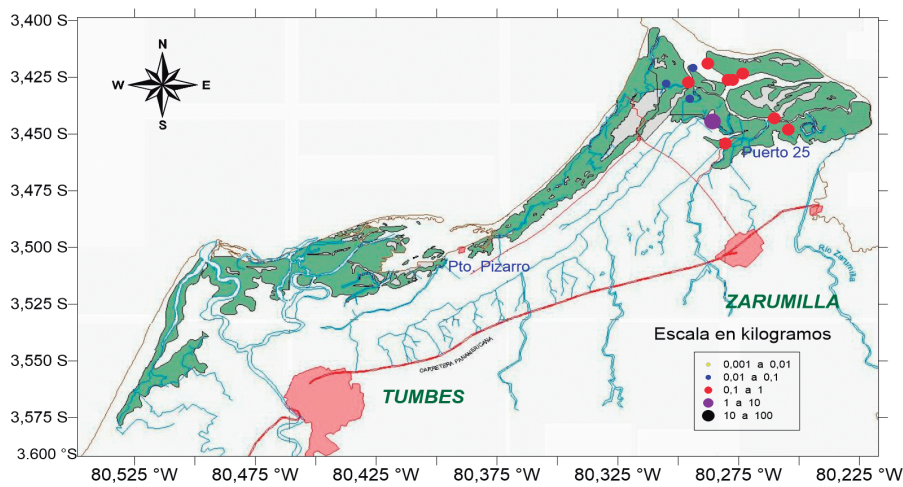 3,400 S
3,425 S
3,450 S
3,475 S
3,500 S
3,525 S
3,550 S
3,575 S
3.600 °S
N
W E
S
Puerto 25
Pto. Pizarro
Río Zarumilla
ZARUMILLA
CARRETERA PANAMERICANA
TUMBES
Escala en kilogramos
0,001 a 0,01
0,01 a 0,1
0,1 a 1
1 a 10
10 a 100
80,525 °W 80,475 °W 80,425 °W 80,375 °W 80,325 °W 80,275 °W 80,225 °W